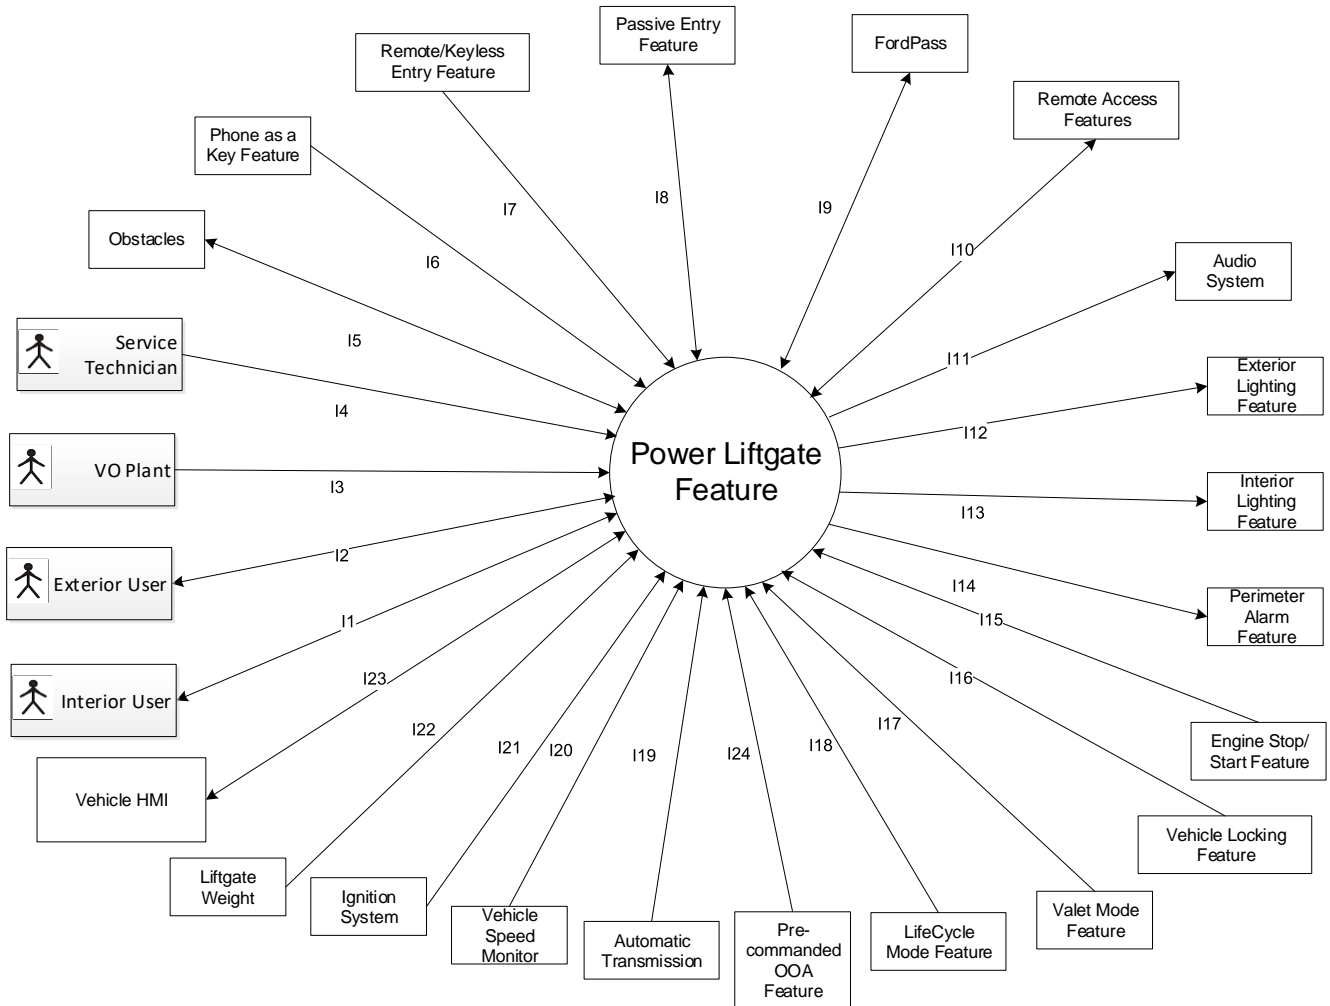 Passive Entry
Feature
FordPass
Remote/Keyless
Entry Feature
Remote Access
Features
Phone as a
Key Feature
I8
I7
I9
Obstacles
I6
I10
Audio
System
Service
Technician
I5
I11
Exterior
Lighting
Feature
I4
I12
VO Plant
Power Liftgate
Feature
I3
I13
Interior
Lighting
Feature
Exterior User
I2
I14
Perimeter
Alarm
Feature
I1
I15
Interior User
I23
I16
I22
I21
I20
I19
I24
I18
I17
Engine Stop/
Start Feature
Vehicle HMI
Vehicle Locking
Feature
Liftgate
Weight
Ignition
System
Vehicle
Speed
Monitor
Automatic
Transmission
Pre-
commanded
OOA
Feature
LifeCycle
Mode Feature
Valet Mode
Feature